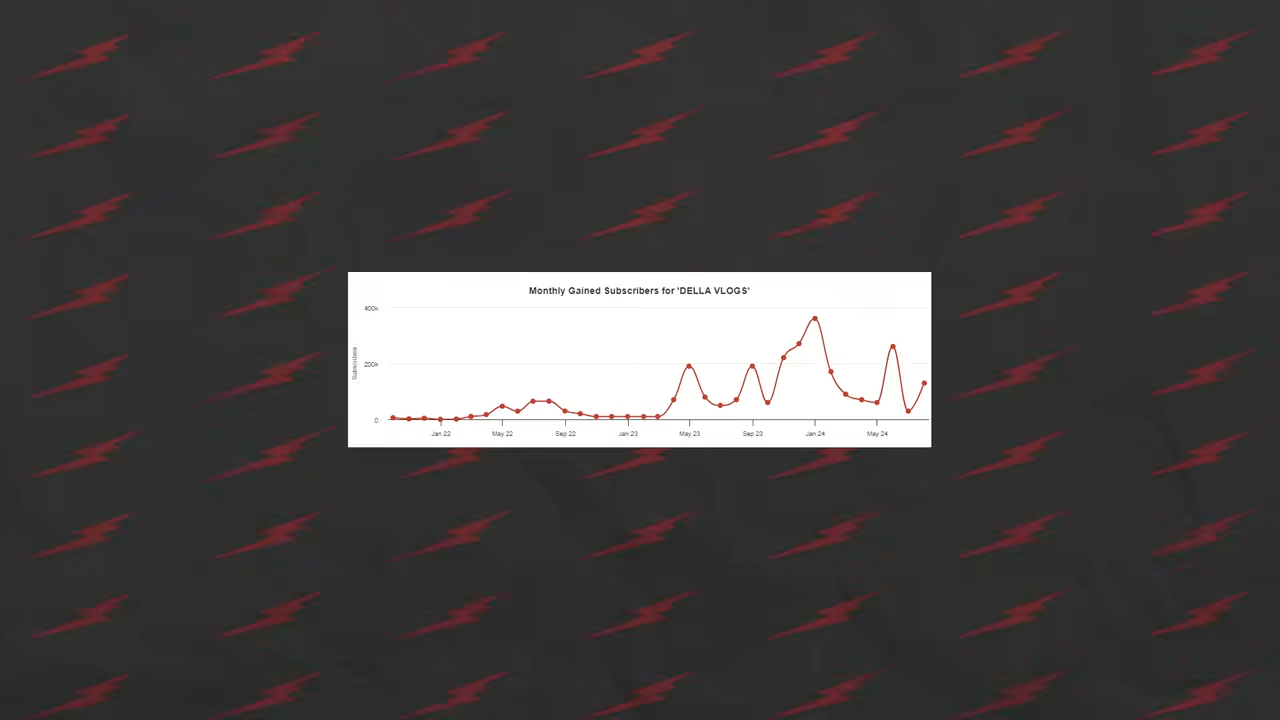 Monthly Gained Subscribers for 'DELLA VLOGS'
400k
Subscribers
200k
0
Jan 22 May 22 Sep 22 Jan 23 May 23 Sep 23 Jan 24 May 24